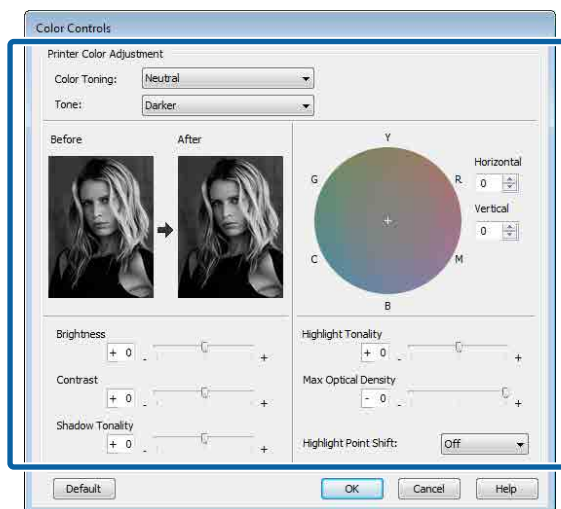 Color Controls
Printer Color Adjustment
Color Toning: Neutral
Tone: Darker
Before After
Y
G R
C M
B
Horizontal
0
Vertical
0
Brightness
+ 0 - +
Contrast
+ 0 - +
Shadow Tonality
+ 0 - +
Highlight Tonality
+ 0 - +
Max Optical Density
- 0 - +
Highlight Point Shift: Off
Default OK Cancel Help